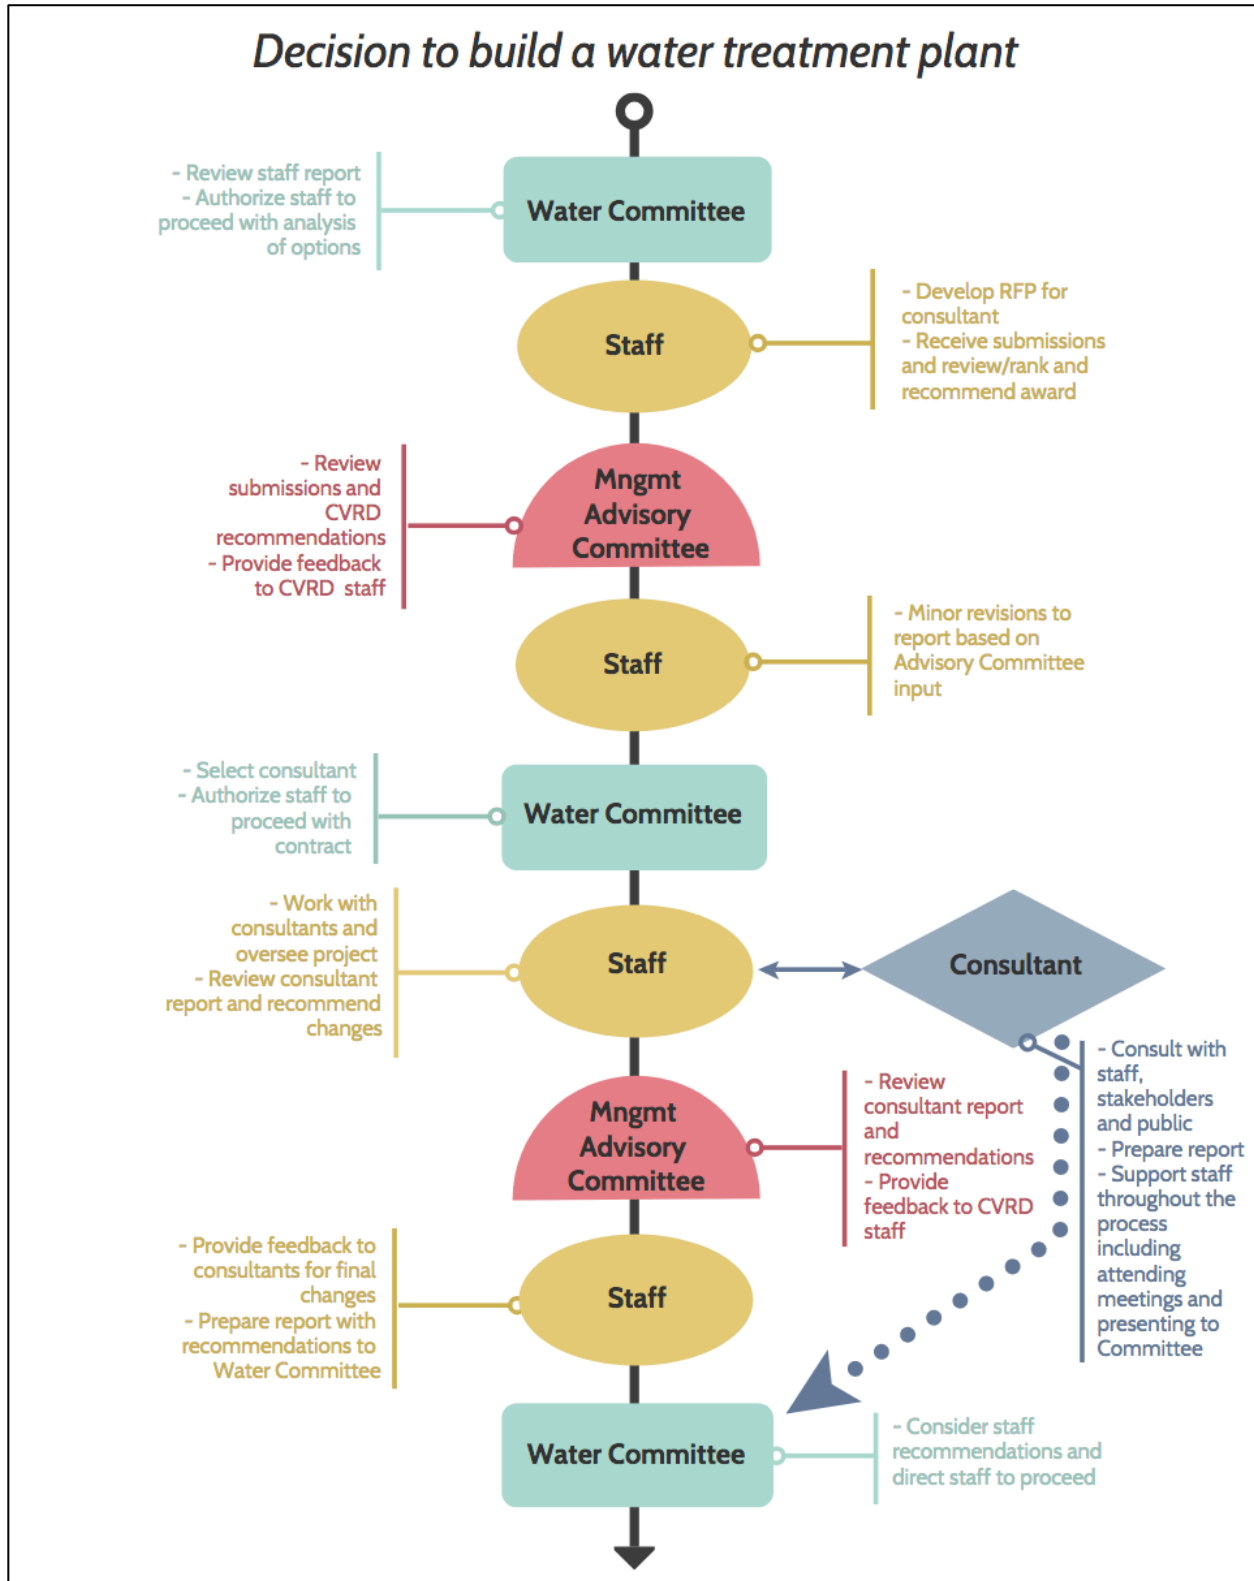 Decision to build a water treatment plant
- Review staff report
- Authorize staff to
proceed with analysis
of options
Water Committee
Staff
- Develop RFP for
consultant
- Receive submissions
and review/rank and
recommend award
- Review
submissions and
CVRD
recommendations
- Provide feedback
to CVRD staff
Mngmt
Advisory
Committee
Staff
- Minor revisions to
report based on
Advisory Committee
input
- Select consultant
- Authorize staff to
proceed with
contract
Water Committee
- Work with
consultants and
oversee project
- Review consultant
report and recommend
changes
Staff
Consultant
- Consult with
staff,
stakeholders
and public
- Prepare report
- Support staff
throughout the
process
including
attending
meetings and
presenting to
Committee
Mngmt
Advisory
Committee
- Review
consultant report
and
recommendations
- Provide
feedback to CVRD
staff
- Provide feedback to
consultants for final
changes
- Prepare report with
recommendations to
Water Committee
Staff
Water Committee
- Consider staff
recommendations and
direct staff to proceed